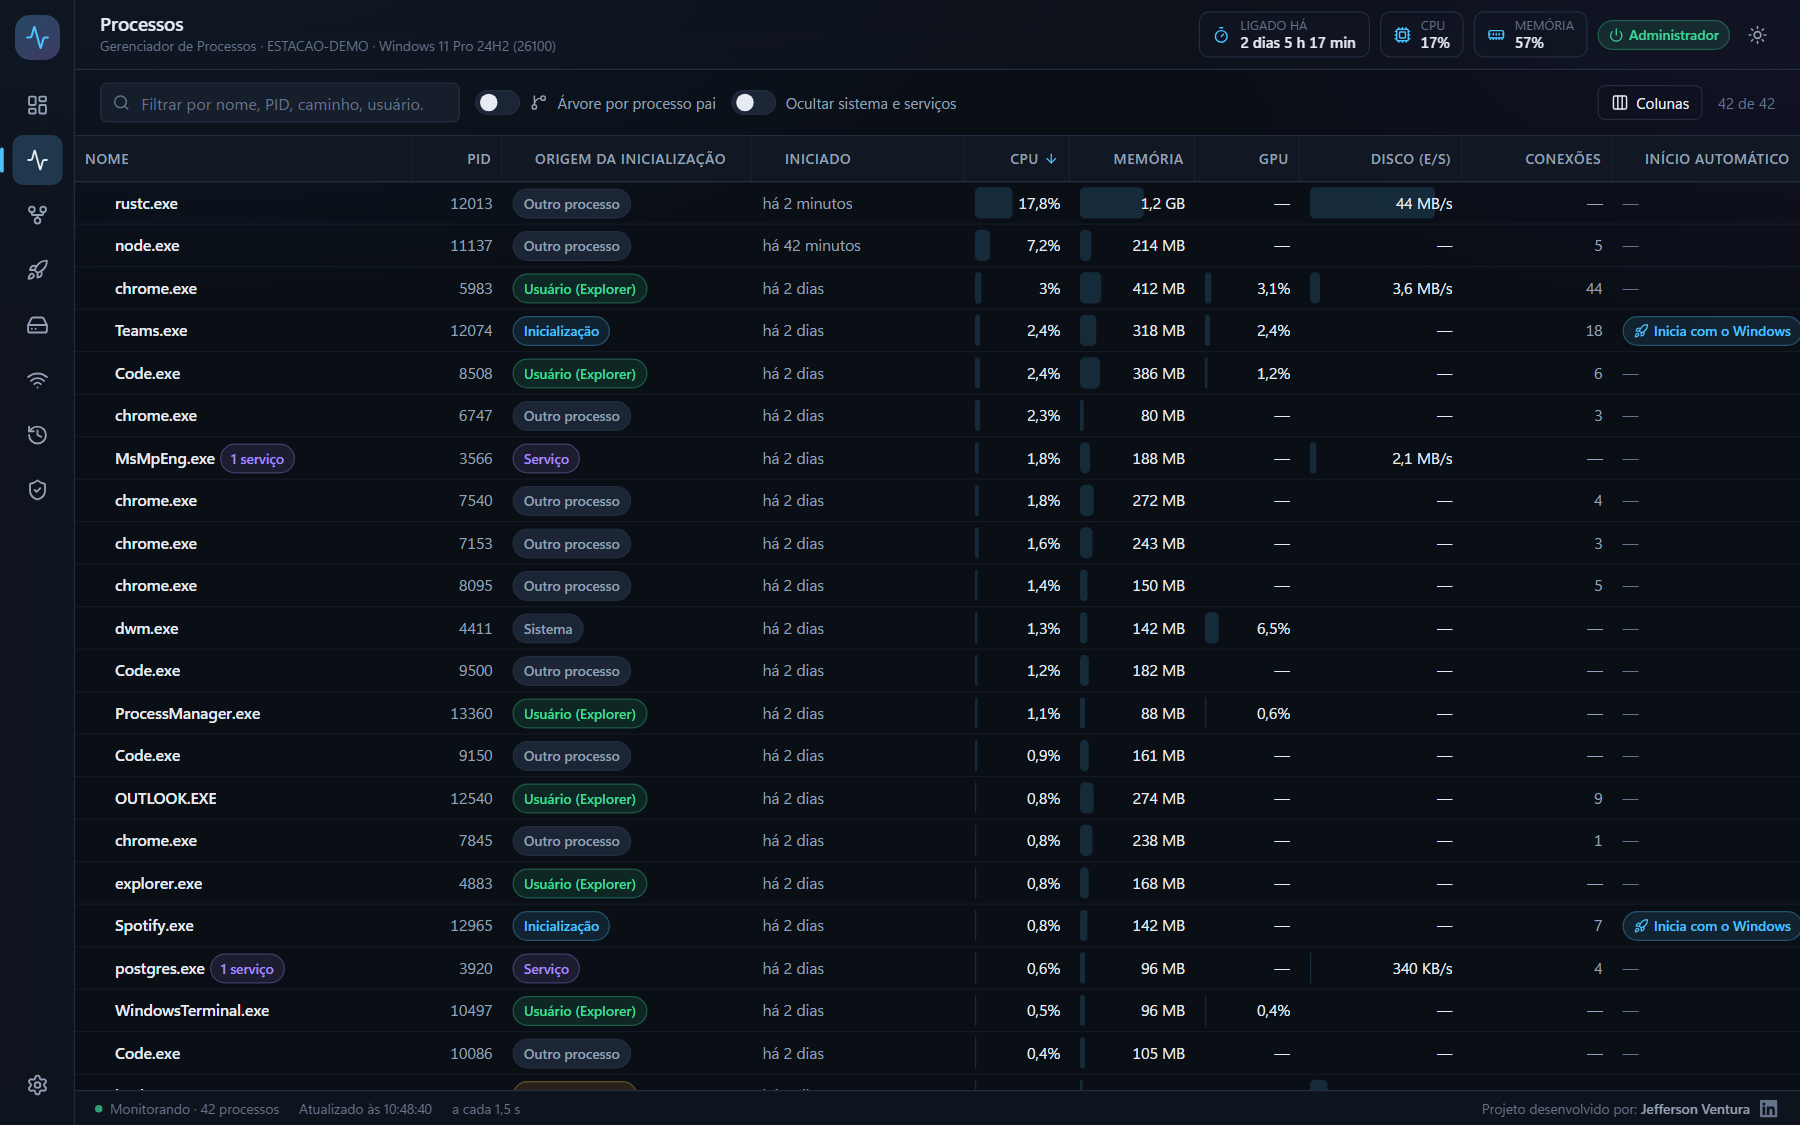 Processos
Gerenciador de Processos · ESTACAO-DEMO · Windows 11 Pro 24H2 (26100)
LIGADO HÁ
2 dias 5 h 17 min
CPU
17%
MEMÓRIA
57%
Administrador
Filtrar por nome, PID, caminho, usuário.
Árvore por processo pai
Ocultar sistema e serviços
Colunas
42 de 42
NOME PID ORIGEM DA INICIALIZAÇÃO INICIADO CPU MEMÓRIA GPU DISCO (E/S) CONEXÕES INÍCIO AUTOMÁTICO
rustc.exe 12013 Outro processo há 2 minutos 17,8% 1,2 GB — 44 MB/s — —
node.exe 11137 Outro processo há 42 minutos 7,2% 214 MB — — 5 —
chrome.exe 5983 Usuário (Explorer) há 2 dias 3% 412 MB 3,1% 3,6 MB/s 44 —
Teams.exe 12074 Inicialização há 2 dias 2,4% 318 MB 2,4% — 18 Inicia com o Windows
Code.exe 8508 Usuário (Explorer) há 2 dias 2,4% 386 MB 1,2% — 6 —
chrome.exe 6747 Outro processo há 2 dias 2,3% 80 MB — — 3 —
MsMpEng.exe 1 serviço 3566 Serviço há 2 dias 1,8% 188 MB — 2,1 MB/s — —
chrome.exe 7540 Outro processo há 2 dias 1,8% 272 MB — — 4 —
chrome.exe 7153 Outro processo há 2 dias 1,6% 243 MB — — 3 —
chrome.exe 8095 Outro processo há 2 dias 1,4% 150 MB — — 5 —
dwm.exe 4411 Sistema há 2 dias 1,3% 142 MB 6,5% — — —
Code.exe 9500 Outro processo há 2 dias 1,2% 182 MB — — — —
ProcessManager.exe 13360 Usuário (Explorer) há 2 dias 1,1% 88 MB 0,6% — — —
Code.exe 9150 Outro processo há 2 dias 0,9% 161 MB — — — —
OUTLOOK.EXE 12540 Usuário (Explorer) há 2 dias 0,8% 274 MB — — 9 —
chrome.exe 7845 Outro processo há 2 dias 0,8% 238 MB — — 1 —
explorer.exe 4883 Usuário (Explorer) há 2 dias 0,8% 168 MB — — — —
Spotify.exe 12965 Inicialização há 2 dias 0,8% 142 MB — — 7 Inicia com o Windows
postgres.exe 1 serviço 3920 Serviço há 2 dias 0,6% 96 MB — 340 KB/s 4 —
WindowsTerminal.exe 10497 Usuário (Explorer) há 2 dias 0,5% 96 MB 0,4% — — —
Code.exe 10086 Outro processo há 2 dias 0,4% 105 MB — — — —
Monitorando · 42 processos Atualizado às 10:48:40 a cada 1,5 s
Projeto desenvolvido por: Jefferson Ventura in